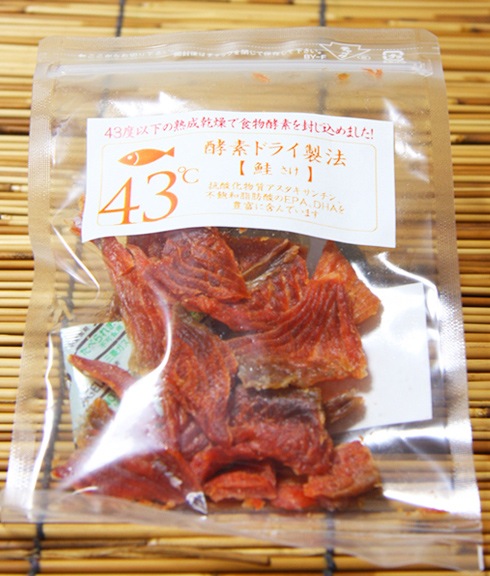 BY-F
43度以下の熟成乾燥で食物酵素を封じ込めました!
43℃
酵素ドライ製法
【鮭 さけ】
抗酸化物質アスタキサンチン、
不飽和脂肪酸のEPA、DHAを
豊富に含んでいます